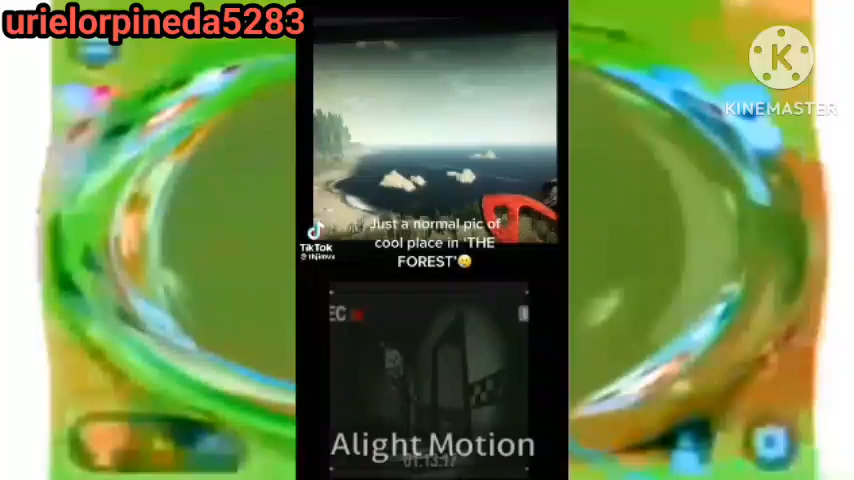 urielorpineda5283
KINEMASTER
Just a normal pic of
cool place in 'THE
FOREST'😢
TikTok
Alight Motion